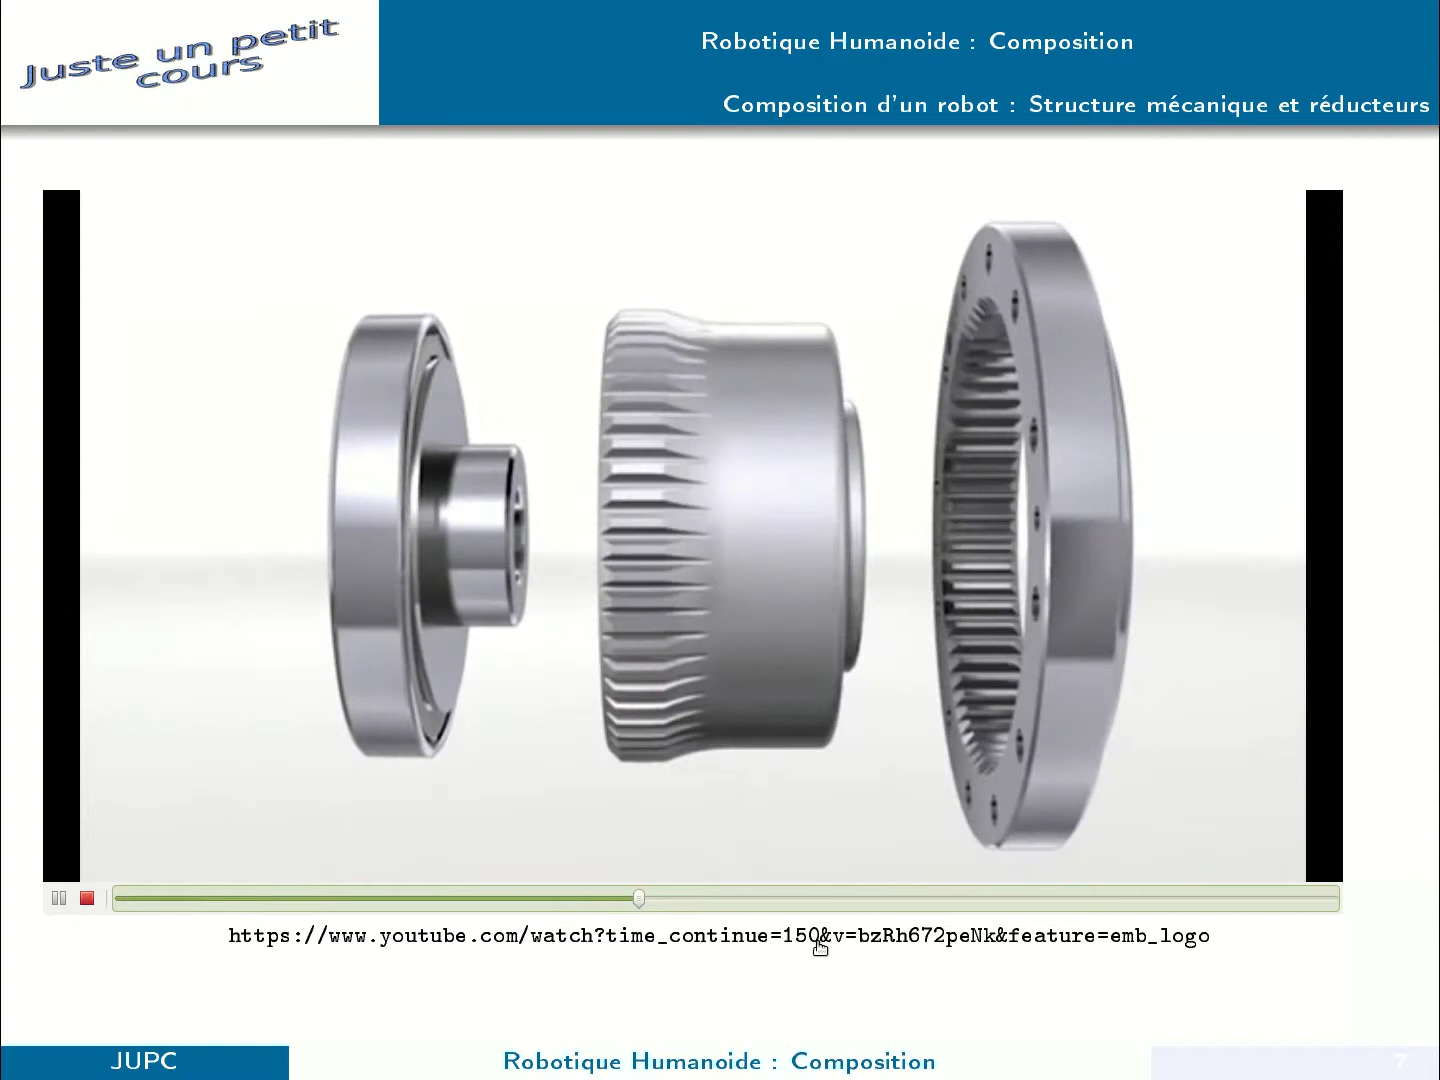 Juste un petit
cours
Robotique Humanoide : Composition
Composition d'un robot : Structure mécanique et réducteurs
https://www.youtube.com/watch?time_continue=150&v=bzRh672peNk&feature=emb_logo
JUPC
Robotique Humanoide : Composition
7